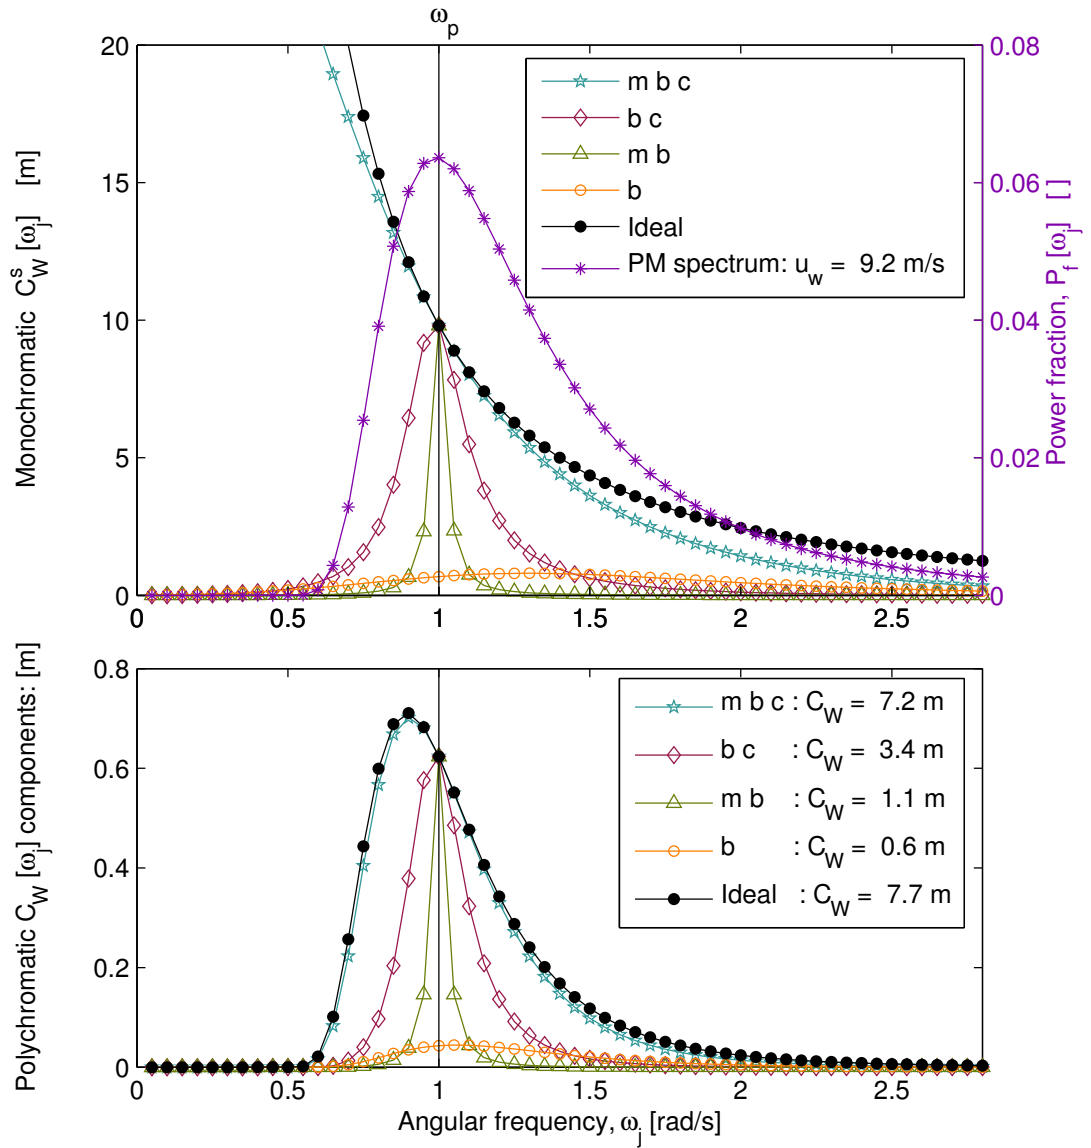 ω_p
20
15
10
5
0
0.08
0.06
0.04
0.02
0
Monochromatic C^s_W [ω_j] [m]
Power fraction, P_f [ω_j] [ ]
m b c
b c
m b
b
Ideal
PM spectrum: u_w = 9.2 m/s
0 0.5 1 1.5 2 2.5
0.8
0.6
0.4
0.2
0
Polychromatic C_W [ω_j] components: [m]
m b c : C_W = 7.2 m
b c : C_W = 3.4 m
m b : C_W = 1.1 m
b : C_W = 0.6 m
Ideal : C_W = 7.7 m
0 0.5 1 1.5 2 2.5
Angular frequency, ω_j [rad/s]